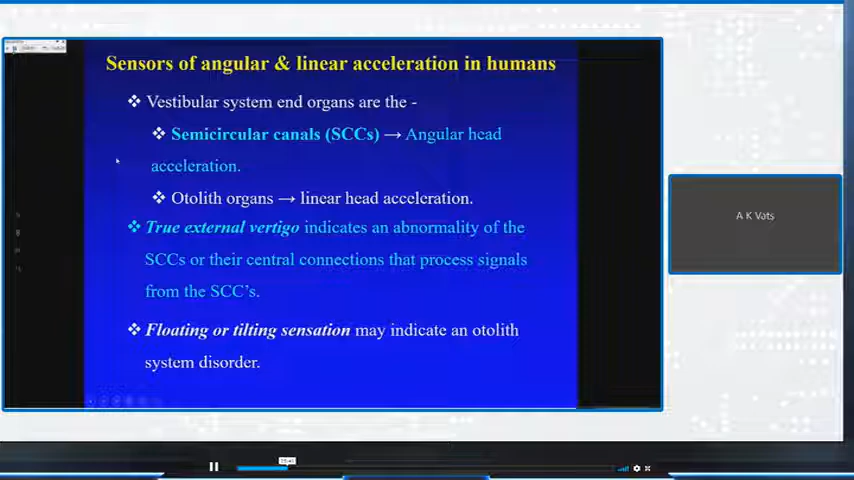 Sensors of angular & linear acceleration in humans
❖ Vestibular system end organs are the -
❖ Semicircular canals (SCCs) → Angular head
acceleration.
❖ Otolith organs → linear head acceleration.
❖ True external vertigo indicates an abnormality of the
SCCs or their central connections that process signals
from the SCC's.
❖ Floating or tilting sensation may indicate an otolith
system disorder.
A K Vats